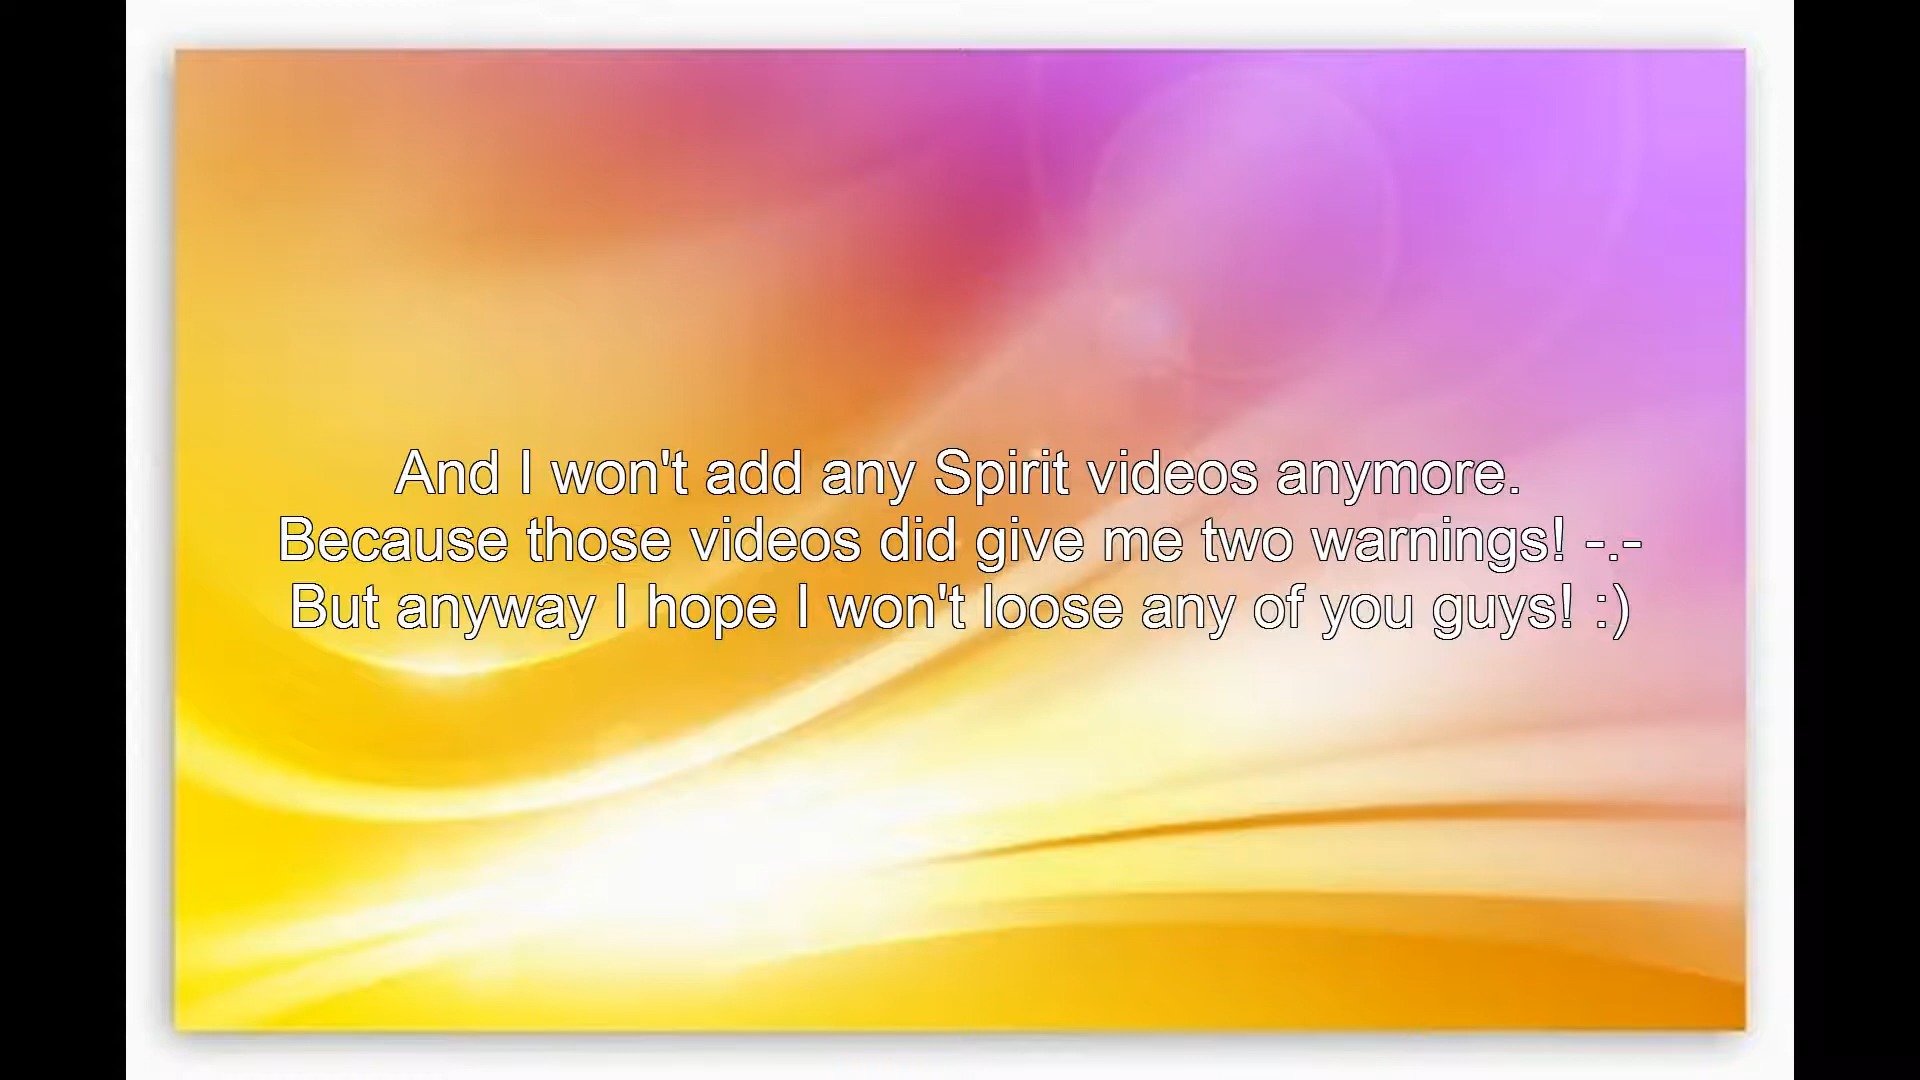 And I won't add any Spirit videos anymore.
Because those videos did give me two warnings! -.-
But anyway I hope I won't loose any of you guys! :)